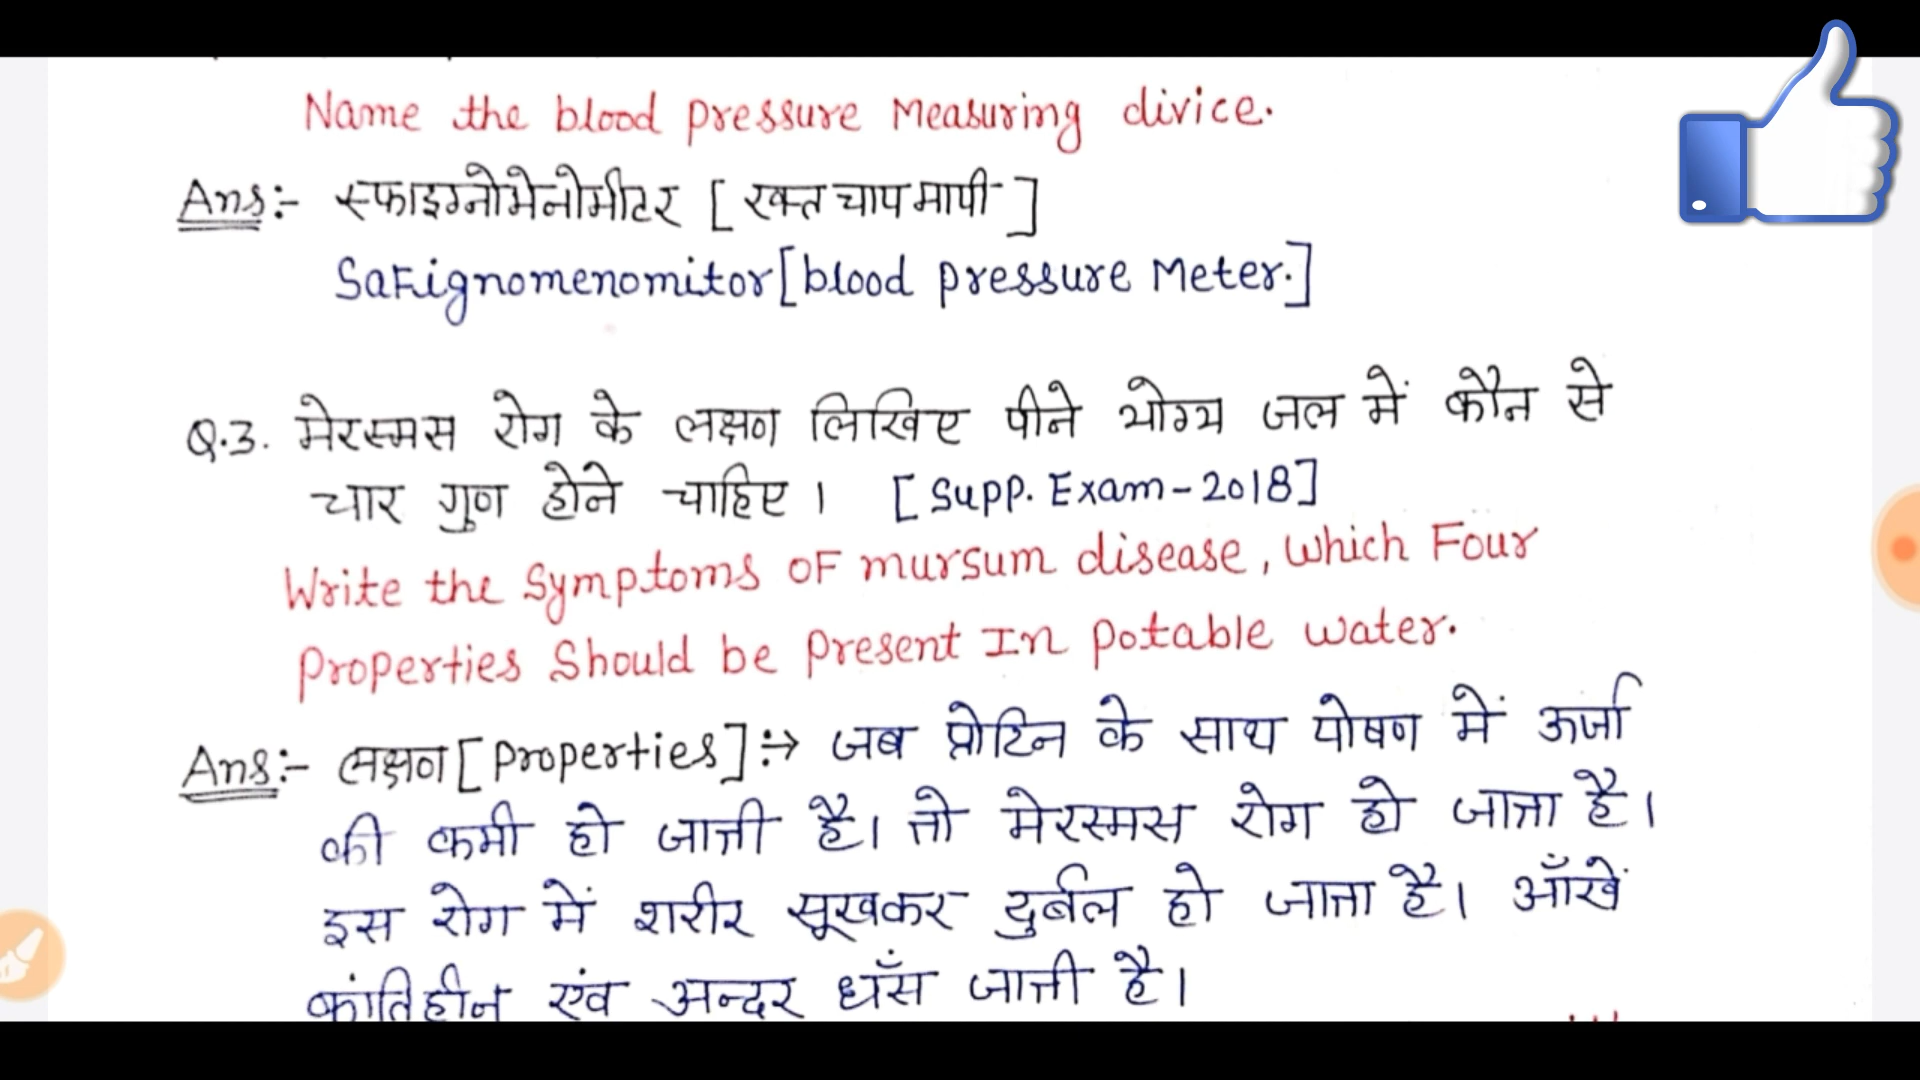 Name the blood pressure Measuring divice.
Ans:- स्फाइग्नोमेनोमीटर [ रक्त चाप मापी ]
Safignomenomitor [blood pressure Meter.]
Q.3. मेरस्मस रोग के लक्षण लिखिए पीने योग्य जल में कौन से
चार गुण होने चाहिए । [Supp. Exam-2018]
Write the Symptoms OF mursum disease, which Four
Properties Should be Present In Potable water.
Ans:- लक्षण [Properties] :→ जब प्रोटिन के साथ पोषण में ऊर्जा
की कमी हो जाती है। तो मेरस्मस रोग हो जाता है।
इस रोग में शरीर सूखकर दुर्बल हो जाता है। आँखें
कांतिहीन एंव अन्दर धँस जाती है।